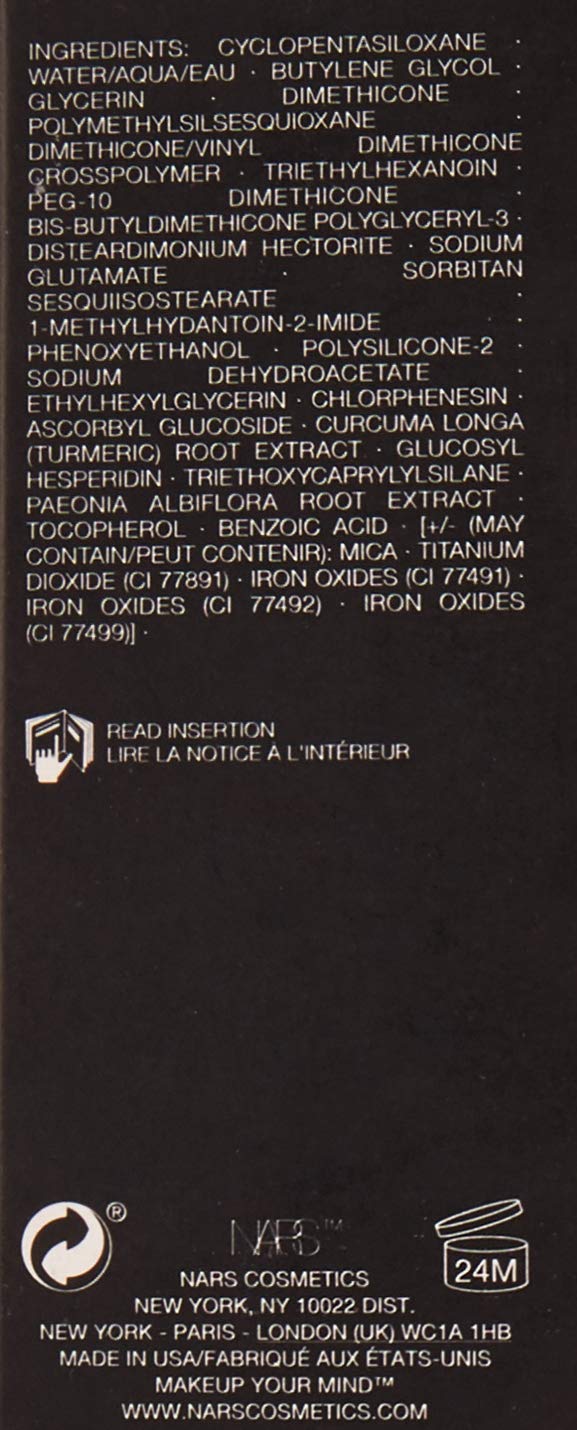 INGREDIENTS: CYCLOPENTASILOXANE ·
WATER/AQUA/EAU · BUTYLENE GLYCOL ·
GLYCERIN · DIMETHICONE ·
POLYMETHYLSILSESQUIOXANE ·
DIMETHICONE/VINYL DIMETHICONE
CROSSPOLYMER · TRIETHYLHEXANOIN ·
PEG-10 DIMETHICONE ·
BIS-BUTYLDIMETHICONE POLYGLYCERYL-3 ·
DISTEARDIMONIUM HECTORITE · SODIUM
GLUTAMATE · SORBITAN
SESQUIISOSTEARATE ·
1-METHYLHYDANTOIN-2-IMIDE ·
PHENOXYETHANOL · POLYSILICONE-2 ·
SODIUM DEHYDROACETATE ·
ETHYLHEXYLGLYCERIN · CHLORPHENESIN ·
ASCORBYL GLUCOSIDE · CURCUMA LONGA
(TURMERIC) ROOT EXTRACT · GLUCOSYL
HESPERIDIN · TRIETHOXYCAPRYLYLSILANE ·
PAEONIA ALBIFLORA ROOT EXTRACT ·
TOCOPHEROL · BENZOIC ACID · [+/- (MAY
CONTAIN/PEUT CONTENIR): MICA · TITANIUM
DIOXIDE (CI 77891) · IRON OXIDES (CI 77491) ·
IRON OXIDES (CI 77492) · IRON OXIDES
(CI 77499)] ·
READ INSERTION
LIRE LA NOTICE À L'INTÉRIEUR
®
NARS™
24M
NARS COSMETICS
NEW YORK, NY 10022 DIST.
NEW YORK - PARIS - LONDON (UK) WC1A 1HB
MADE IN USA/FABRIQUÉ AUX ÉTATS-UNIS
MAKEUP YOUR MIND™
WWW.NARSCOSMETICS.COM